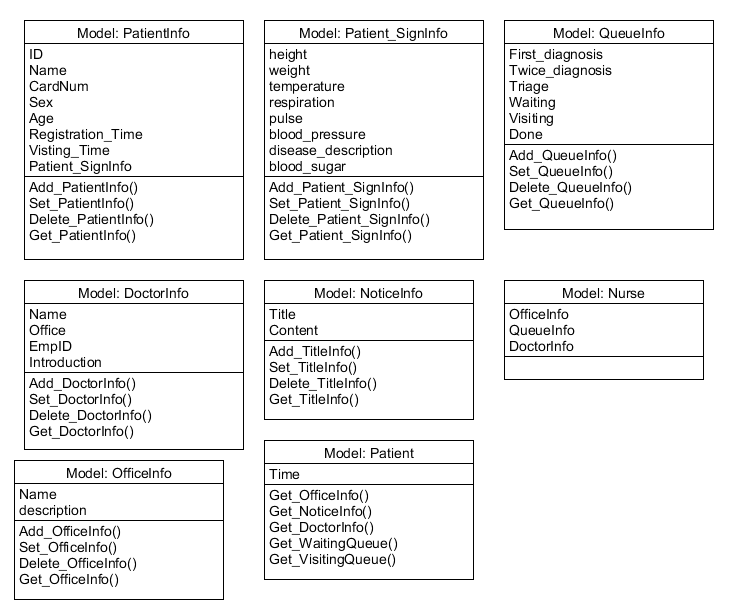 Model: PatientInfo
ID
Name
CardNum
Sex
Age
Registration_Time
Visting_Time
Patient_SignInfo
Add_PatientInfo()
Set_PatientInfo()
Delete_PatientInfo()
Get_PatientInfo()
Model: Patient_SignInfo
height
weight
temperature
respiration
pulse
blood_pressure
disease_description
blood_sugar
Add_Patient_SignInfo()
Set_Patient_SignInfo()
Delete_Patient_SignInfo()
Get_Patient_SignInfo()
Model: QueueInfo
First_diagnosis
Twice_diagnosis
Triage
Waiting
Visiting
Done
Add_QueueInfo()
Set_QueueInfo()
Delete_QueueInfo()
Get_QueueInfo()
Model: DoctorInfo
Name
Office
EmpID
Introduction
Add_DoctorInfo()
Set_DoctorInfo()
Delete_DoctorInfo()
Get_DoctorInfo()
Model: NoticeInfo
Title
Content
Add_TitleInfo()
Set_TitleInfo()
Delete_TitleInfo()
Get_TitleInfo()
Model: Nurse
OfficeInfo
QueueInfo
DoctorInfo
Model: OfficeInfo
Name
description
Add_OfficeInfo()
Set_OfficeInfo()
Delete_OfficeInfo()
Get_OfficeInfo()
Model: Patient
Time
Get_OfficeInfo()
Get_NoticeInfo()
Get_DoctorInfo()
Get_WaitingQueue()
Get_VisitingQueue()